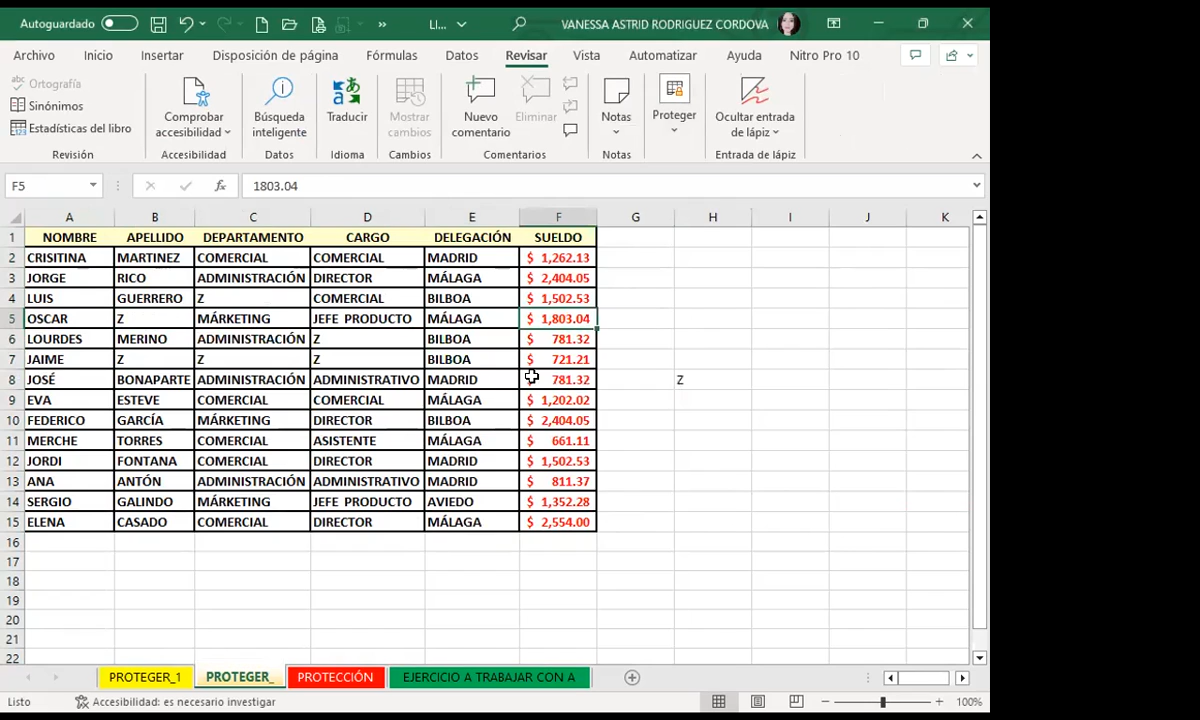 Autoguardado LI... VANESSA ASTRID RODRIGUEZ CORDOVA
Archivo Inicio Insertar Disposición de página Fórmulas Datos Revisar Vista Automatizar Ayuda Nitro Pro 10
Ortografía
Sinónimos
Estadísticas del libro
Revisión
Comprobar accesibilidad
Accesibilidad
Búsqueda inteligente
Datos
Traducir
Idioma
Mostrar cambios
Cambios
Nuevo comentario
Eliminar
Comentarios
Notas
Notas
Proteger
Ocultar entrada de lápiz
Entrada de lápiz
F5 fx 1803.04
A B C D E F G H I J K
1 NOMBRE APELLIDO DEPARTAMENTO CARGO DELEGACIÓN SUELDO
2 CRISITINA MARTINEZ COMERCIAL COMERCIAL MADRID $ 1,262.13
3 JORGE RICO ADMINISTRACIÓN DIRECTOR MÁLAGA $ 2,404.05
4 LUIS GUERRERO Z COMERCIAL BILBOA $ 1,502.53
5 OSCAR Z MÁRKETING JEFE PRODUCTO MÁLAGA $ 1,803.04
6 LOURDES MERINO ADMINISTRACIÓN Z BILBOA $ 781.32
7 JAIME Z Z Z BILBOA $ 721.21
8 JOSÉ BONAPARTE ADMINISTRACIÓN ADMINISTRATIVO MADRID $ 781.32 Z
9 EVA ESTEVE COMERCIAL COMERCIAL MÁLAGA $ 1,202.02
10 FEDERICO GARCÍA MÁRKETING DIRECTOR BILBOA $ 2,404.05
11 MERCHE TORRES COMERCIAL ASISTENTE MÁLAGA $ 661.11
12 JORDI FONTANA COMERCIAL DIRECTOR MADRID $ 1,502.53
13 ANA ANTÓN ADMINISTRACIÓN ADMINISTRATIVO MADRID $ 811.37
14 SERGIO GALINDO MÁRKETING JEFE PRODUCTO AVIEDO $ 1,352.28
15 ELENA CASADO COMERCIAL DIRECTOR MÁLAGA $ 2,554.00
16
17
18
19
20
21
22
PROTEGER_1 PROTEGER_ PROTECCIÓN EJERCICIO A TRABAJAR CON A
Listo Accesibilidad: es necesario investigar 100%